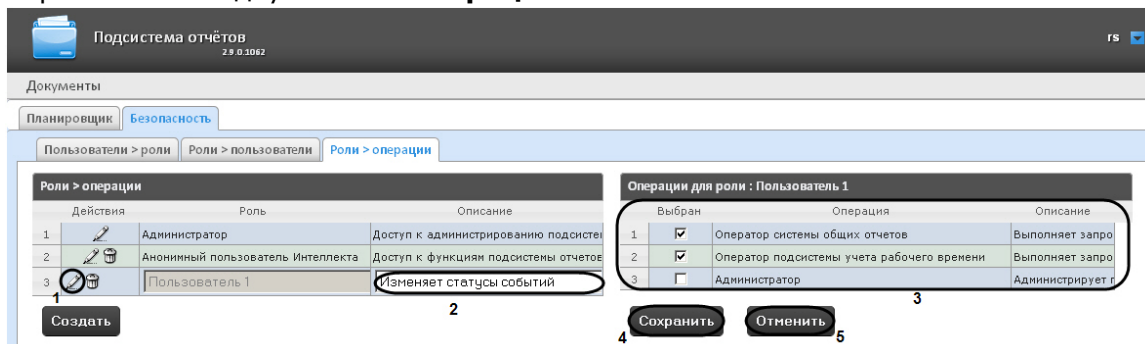 Подсистема отчётов
2.9.0.1062
rs
Документы
Планировщик Безопасность
Пользователи > роли Роли > пользователи Роли > операции
Роли > операции
Действия Роль Описание
1 Администратор Доступ к администрированию подсистем
2 Анонимный пользователь Интеллекта Доступ к функциям подсистемы отчетов
3 Пользователь 1 Изменяет статусы событий
1
2
Создать
Операции для роли : Пользователь 1
Выбран Операция Описание
1 Оператор системы общих отчетов Выполняет запро
2 Оператор подсистемы учета рабочего времени Выполняет запро
3 Администратор Администрирует г
3
Сохранить Отменить
4 5